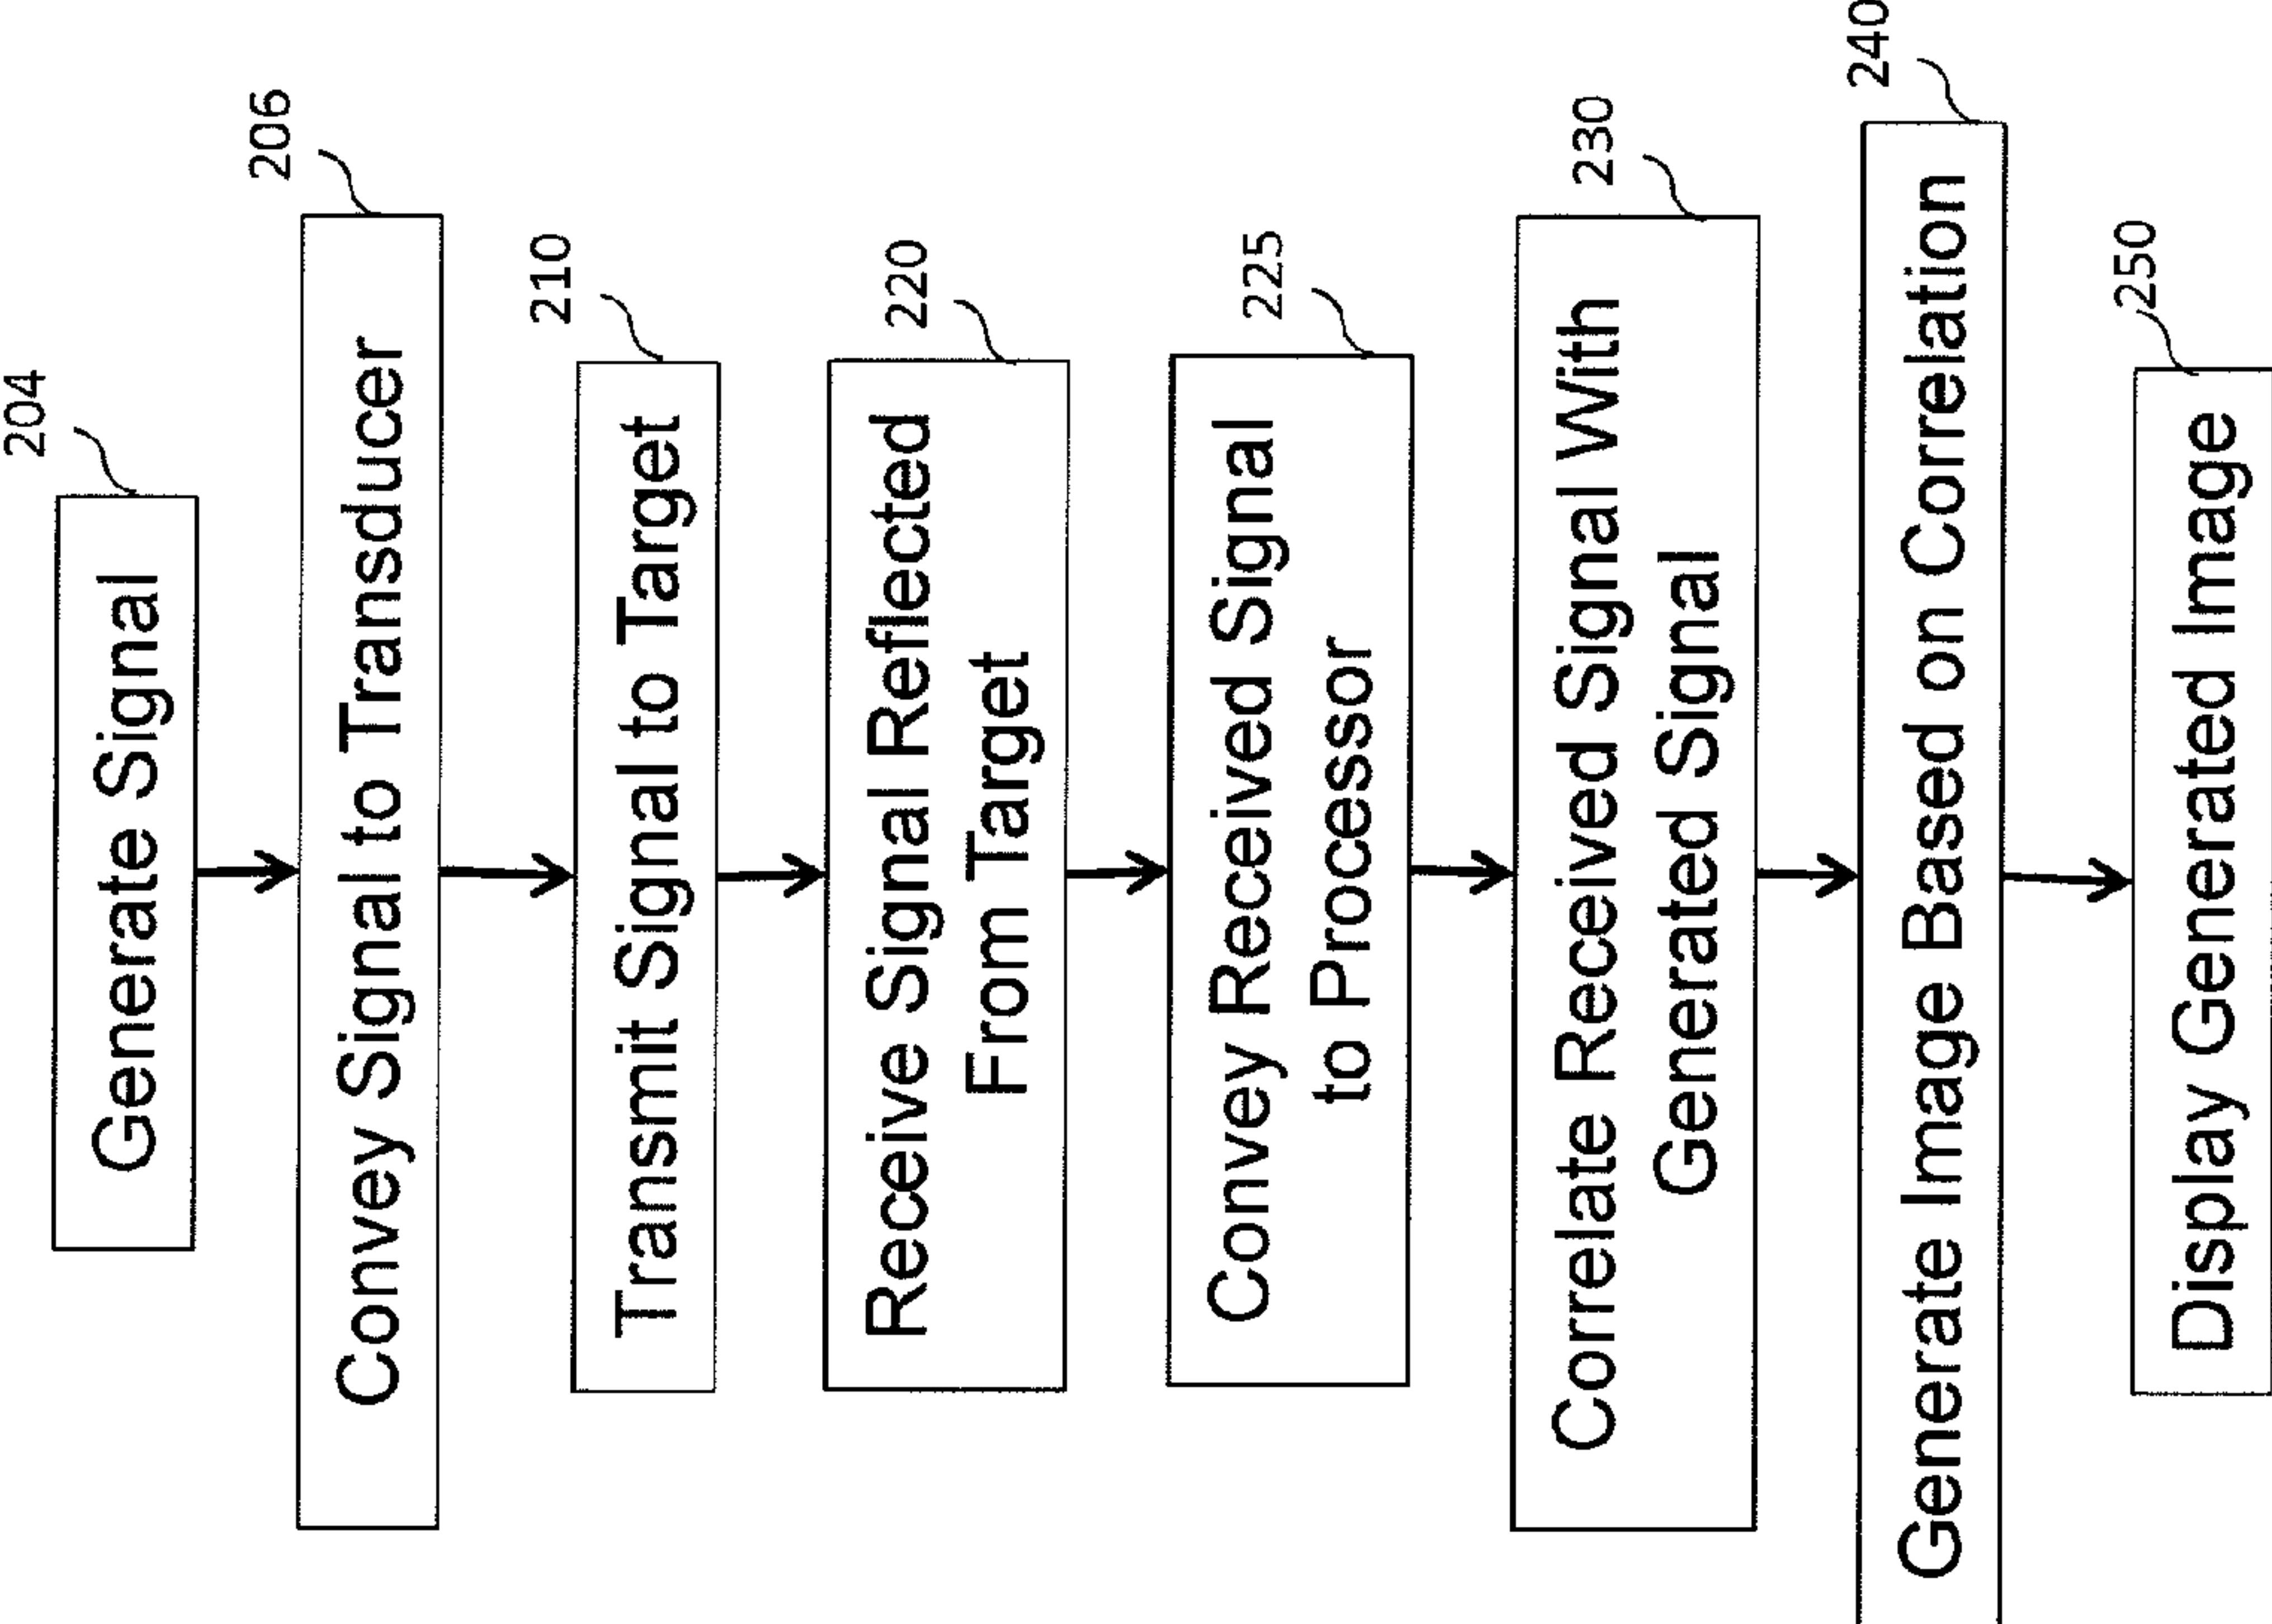 204
Generate Signal
206
Convey Signal to Transducer
210
Transmit Signal to Target
220
Receive Signal Reflected
From Target
225
Convey Received Signal
to Processor
230
Correlate Received Signal With
Generated Signal
240
Generate Image Based on Correlation
250
Display Generated Image